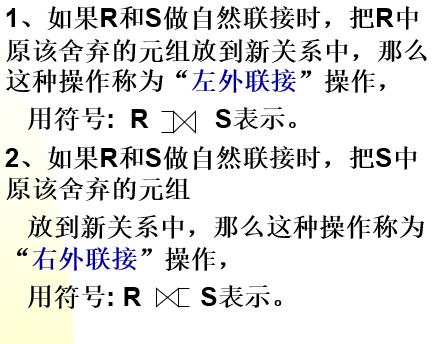 1、如果R和S做自然联接时，把R中
原该舍弃的元组放到新关系中，那么
这种操作称为“左外联接”操作，
用符号: R ⟕ S表示。
2、如果R和S做自然联接时，把S中
原该舍弃的元组
放到新关系中，那么这种操作称为
“右外联接”操作，
用符号: R ⟖ S表示。